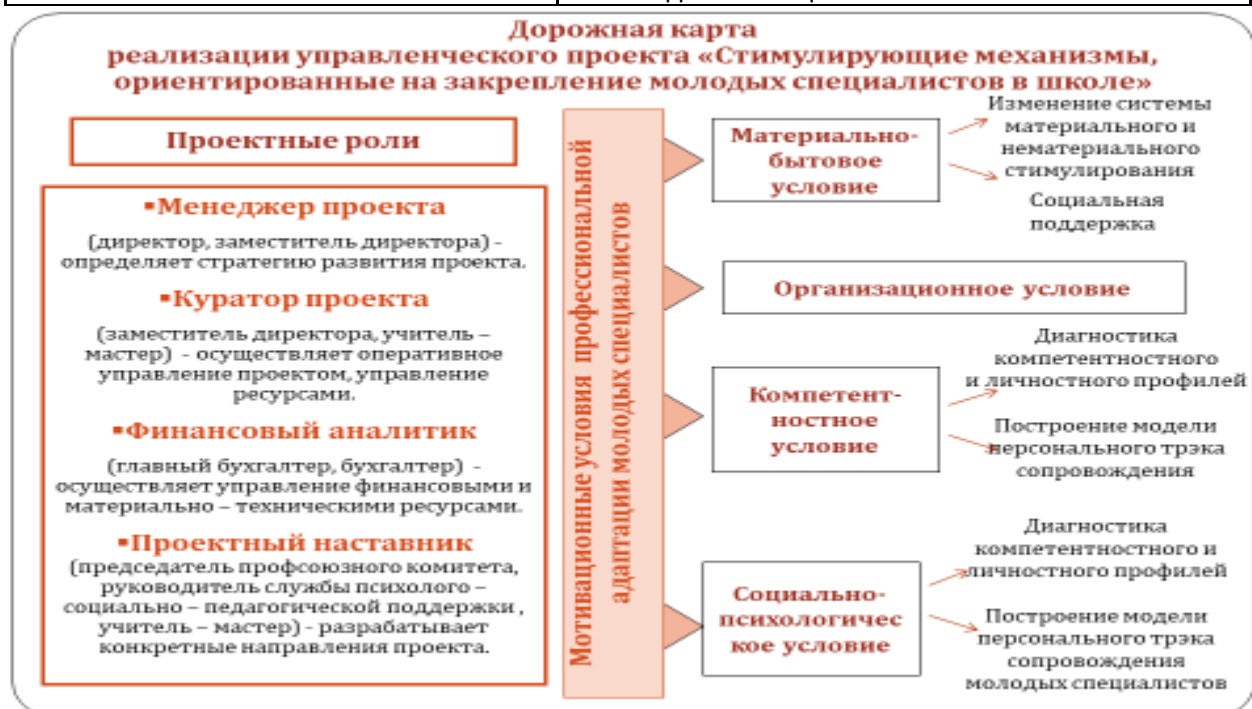 Дорожная карта
реализации управленческого проекта «Стимулирующие механизмы,
ориентированные на закрепление молодых специалистов в школе»
Проектные роли
▪Менеджер проекта
(директор, заместитель директора) -
определяет стратегию развития проекта.
▪Куратор проекта
(заместитель директора, учитель –
мастер) - осуществляет оперативное
управление проектом, управление
ресурсами.
▪Финансовый аналитик
(главный бухгалтер, бухгалтер) -
осуществляет управление финансовыми и
материально – техническими ресурсами.
▪Проектный наставник
(председатель профсоюзного комитета,
руководитель службы психолого –
социально – педагогической поддержки ,
учитель – мастер) - разрабатывает
конкретные направления проекта.
Мотивационные условия профессиональной
адаптации молодых специалистов
Материально-
бытовое
условие
Изменение системы
материального и
нематериального
стимулирования
Социальная
поддержка
Организационное условие
Компетент-
ностное
условие
Диагностика
компетентностного
и личностного профилей
Построение модели
персонального трэка
сопровождения
Социально-
психологичес
кое условие
Диагностика
компетентностного и
личностного профилей
Построение модели
персонального трэка
сопровождения
молодых специалистов